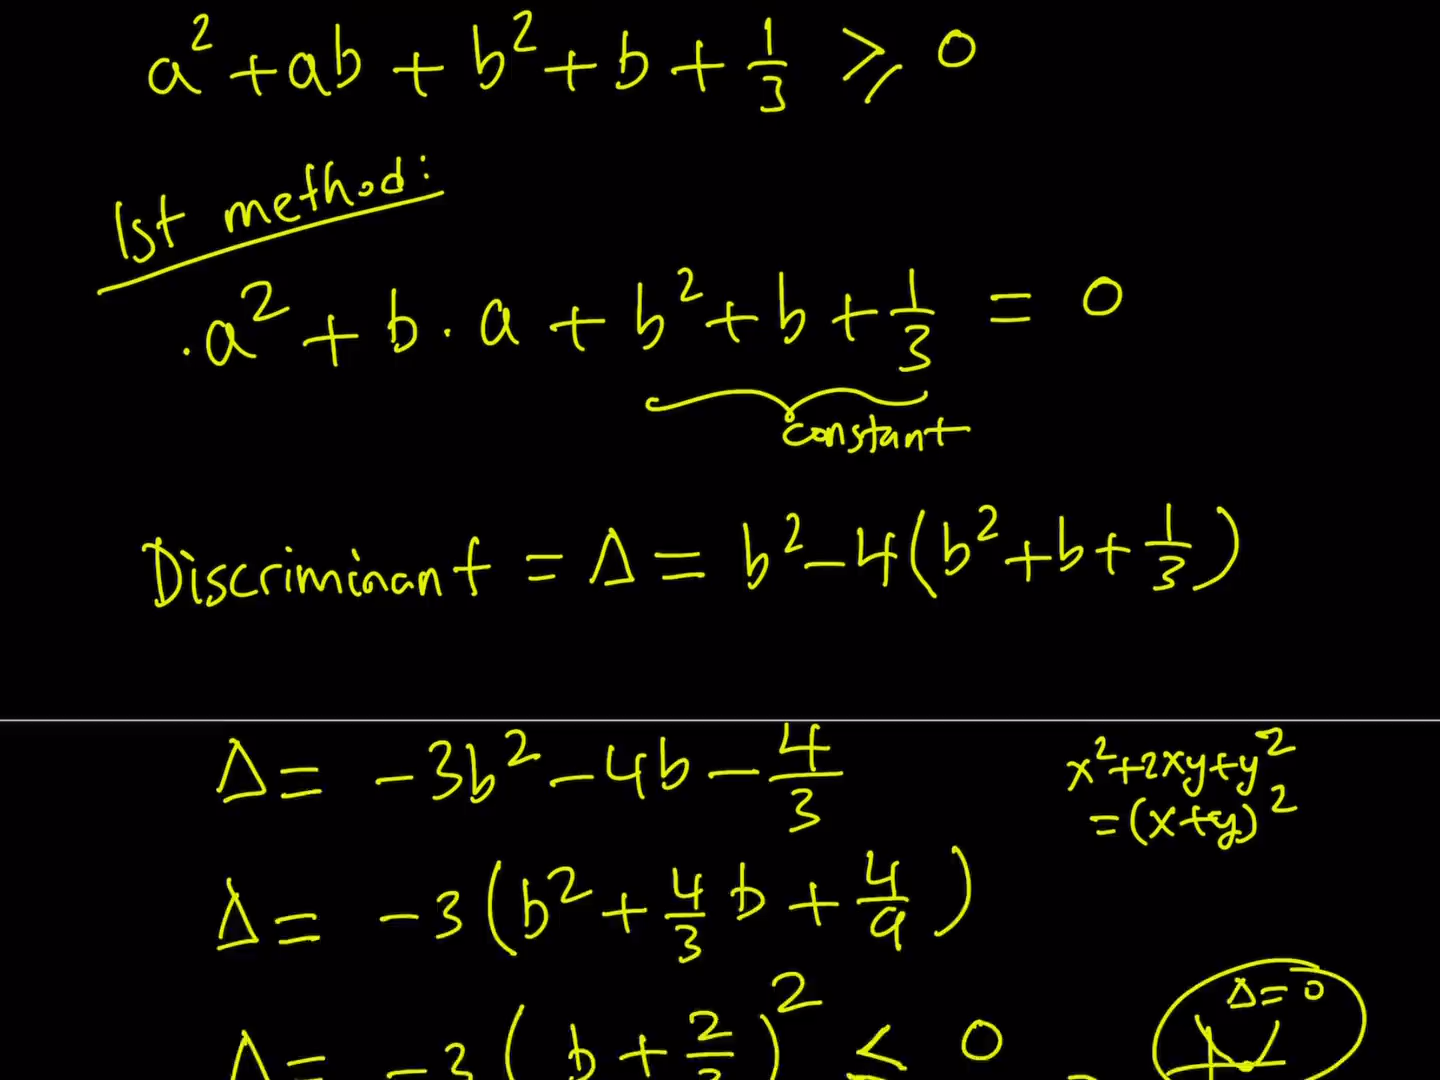 a² + ab + b² + b + 1/3 ⩾ 0
1st method:
· a² + b · a + b² + b + 1/3 = 0
constant
Discriminant = Δ = b² - 4(b² + b + 1/3)
Δ = -3b² - 4b - 4/3
x² + 2xy + y²
= (x+y)²
Δ = -3(b² + 4/3 b + 4/9)
Δ = 0
Δ = -3(b + 2/3)² ≤ 0